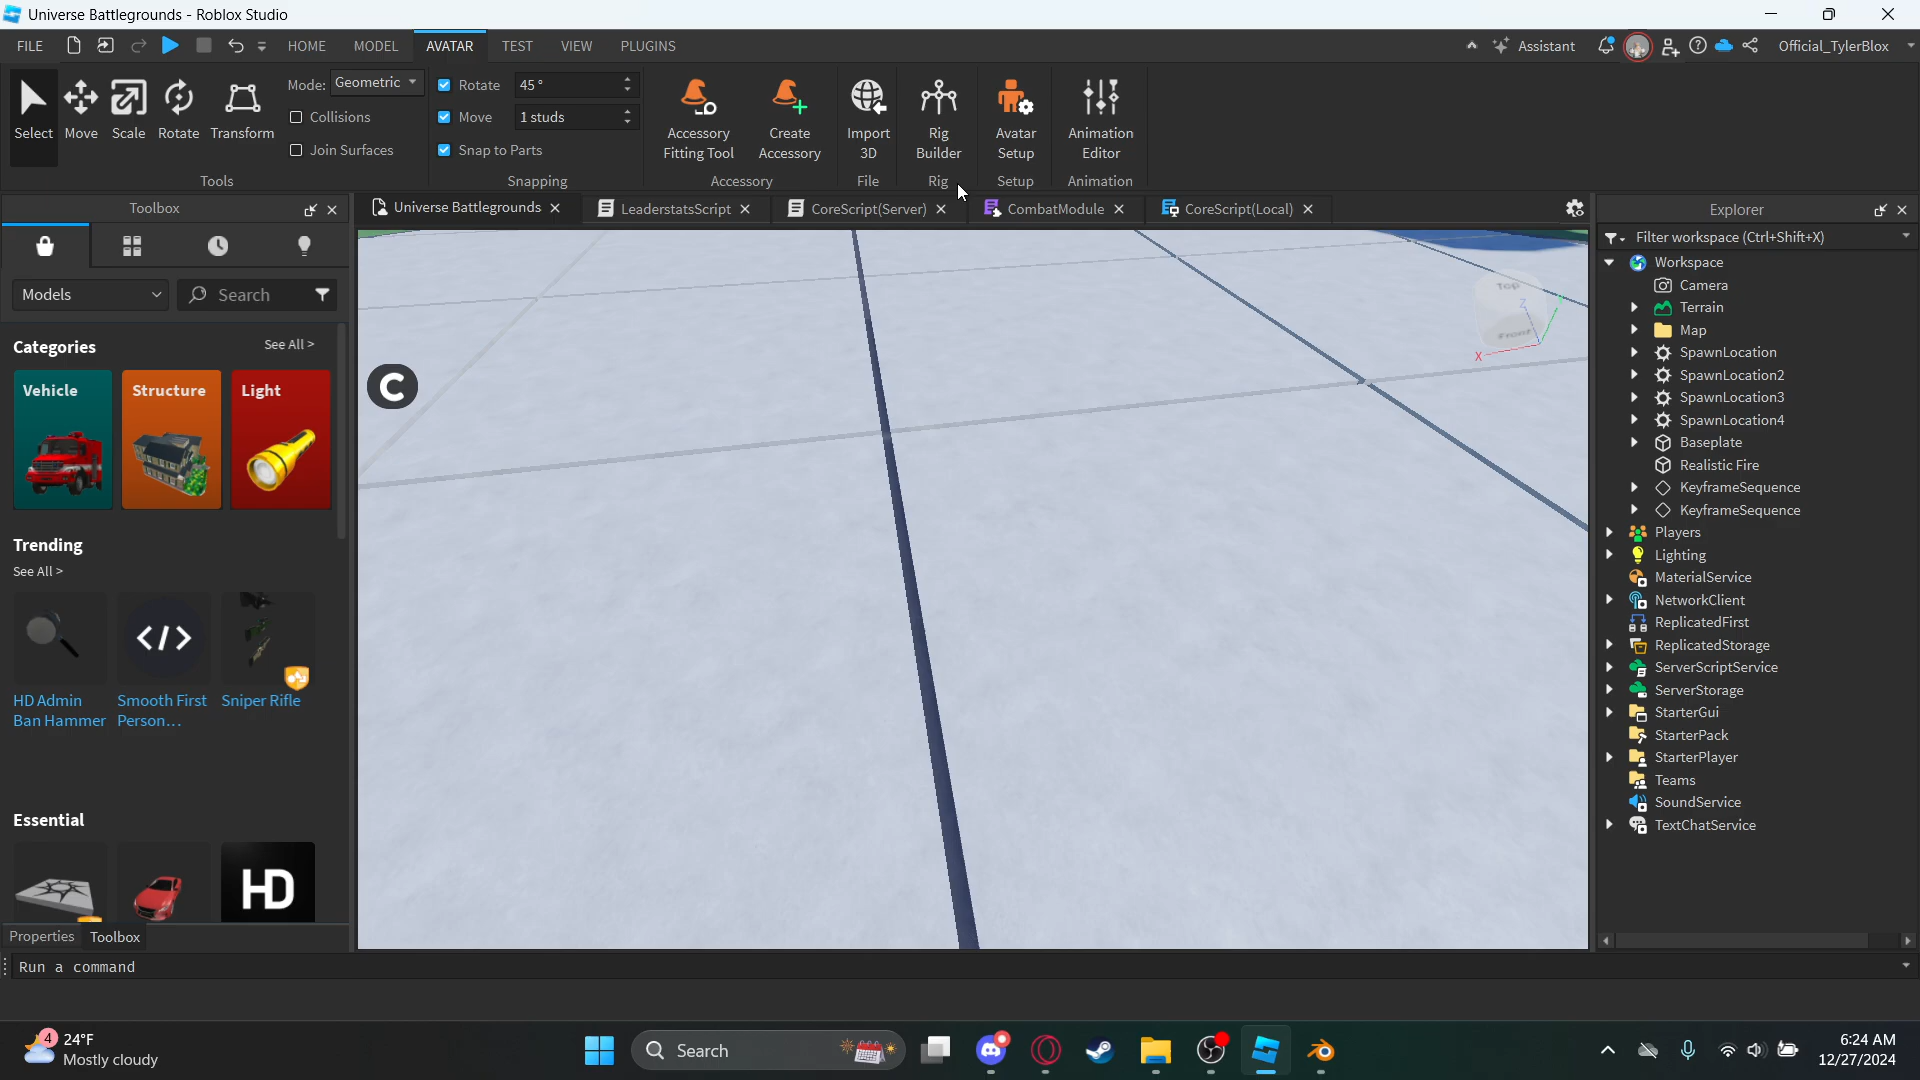 Universe Battlegrounds - Roblox Studio
FILE
HOME
MODEL
AVATAR
TEST
VIEW
PLUGINS
Assistant
Official_TylerBlox
Select
Move
Scale
Rotate
Transform
Mode:
Geometric
Collisions
Join Surfaces
Tools
Rotate
45 °
Move
1 studs
Snap to Parts
Snapping
Accessory
Fitting Tool
Create
Accessory
Accessory
Import
3D
File
Rig
Builder
Rig
Avatar
Setup
Setup
Animation
Editor
Animation
Toolbox
Universe Battlegrounds
LeaderstatsScript
CoreScript(Server)
CombatModule
CoreScript(Local)
Models
Search
Categories
See All >
Vehicle
Structure
Light
Trending
See All >
HD Admin
Ban Hammer
Smooth First
Person...
Sniper Rifle
Essential
HD
Properties
Toolbox
C
Top
Front
X
Z
Explorer
Filter workspace (Ctrl+Shift+X)
Workspace
Camera
Terrain
Map
SpawnLocation
SpawnLocation2
SpawnLocation3
SpawnLocation4
Baseplate
Realistic Fire
KeyframeSequence
KeyframeSequence
Players
Lighting
MaterialService
NetworkClient
ReplicatedFirst
ReplicatedStorage
ServerScriptService
ServerStorage
StarterGui
StarterPack
StarterPlayer
Teams
SoundService
TextChatService
Run a command
4
24°F
Mostly cloudy
Search
6:24 AM
12/27/2024